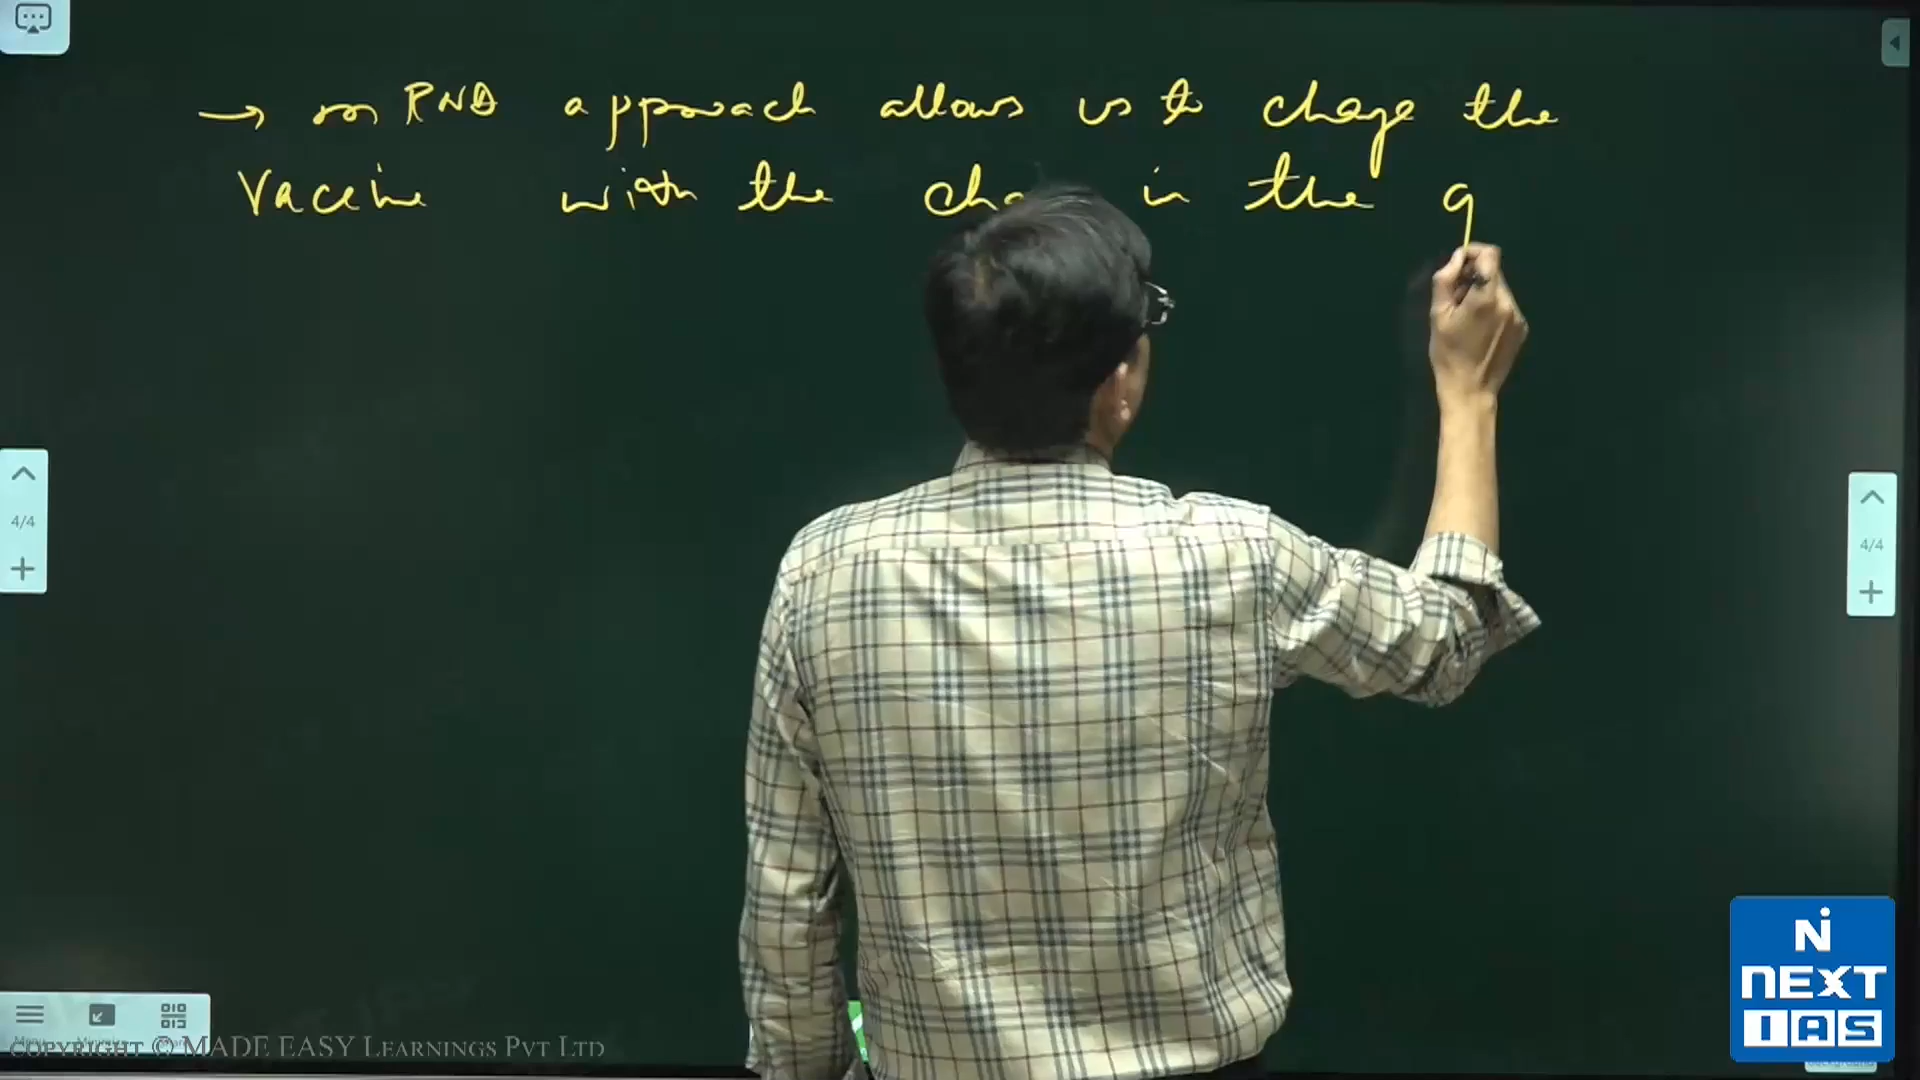 → mRNA approach allows us to change the
Vaccine with the cha in the g
4/4
4/4
COPYRIGHT © MADE EASY LEARNINGS PVT LTD
Ni
NEXT
IAS